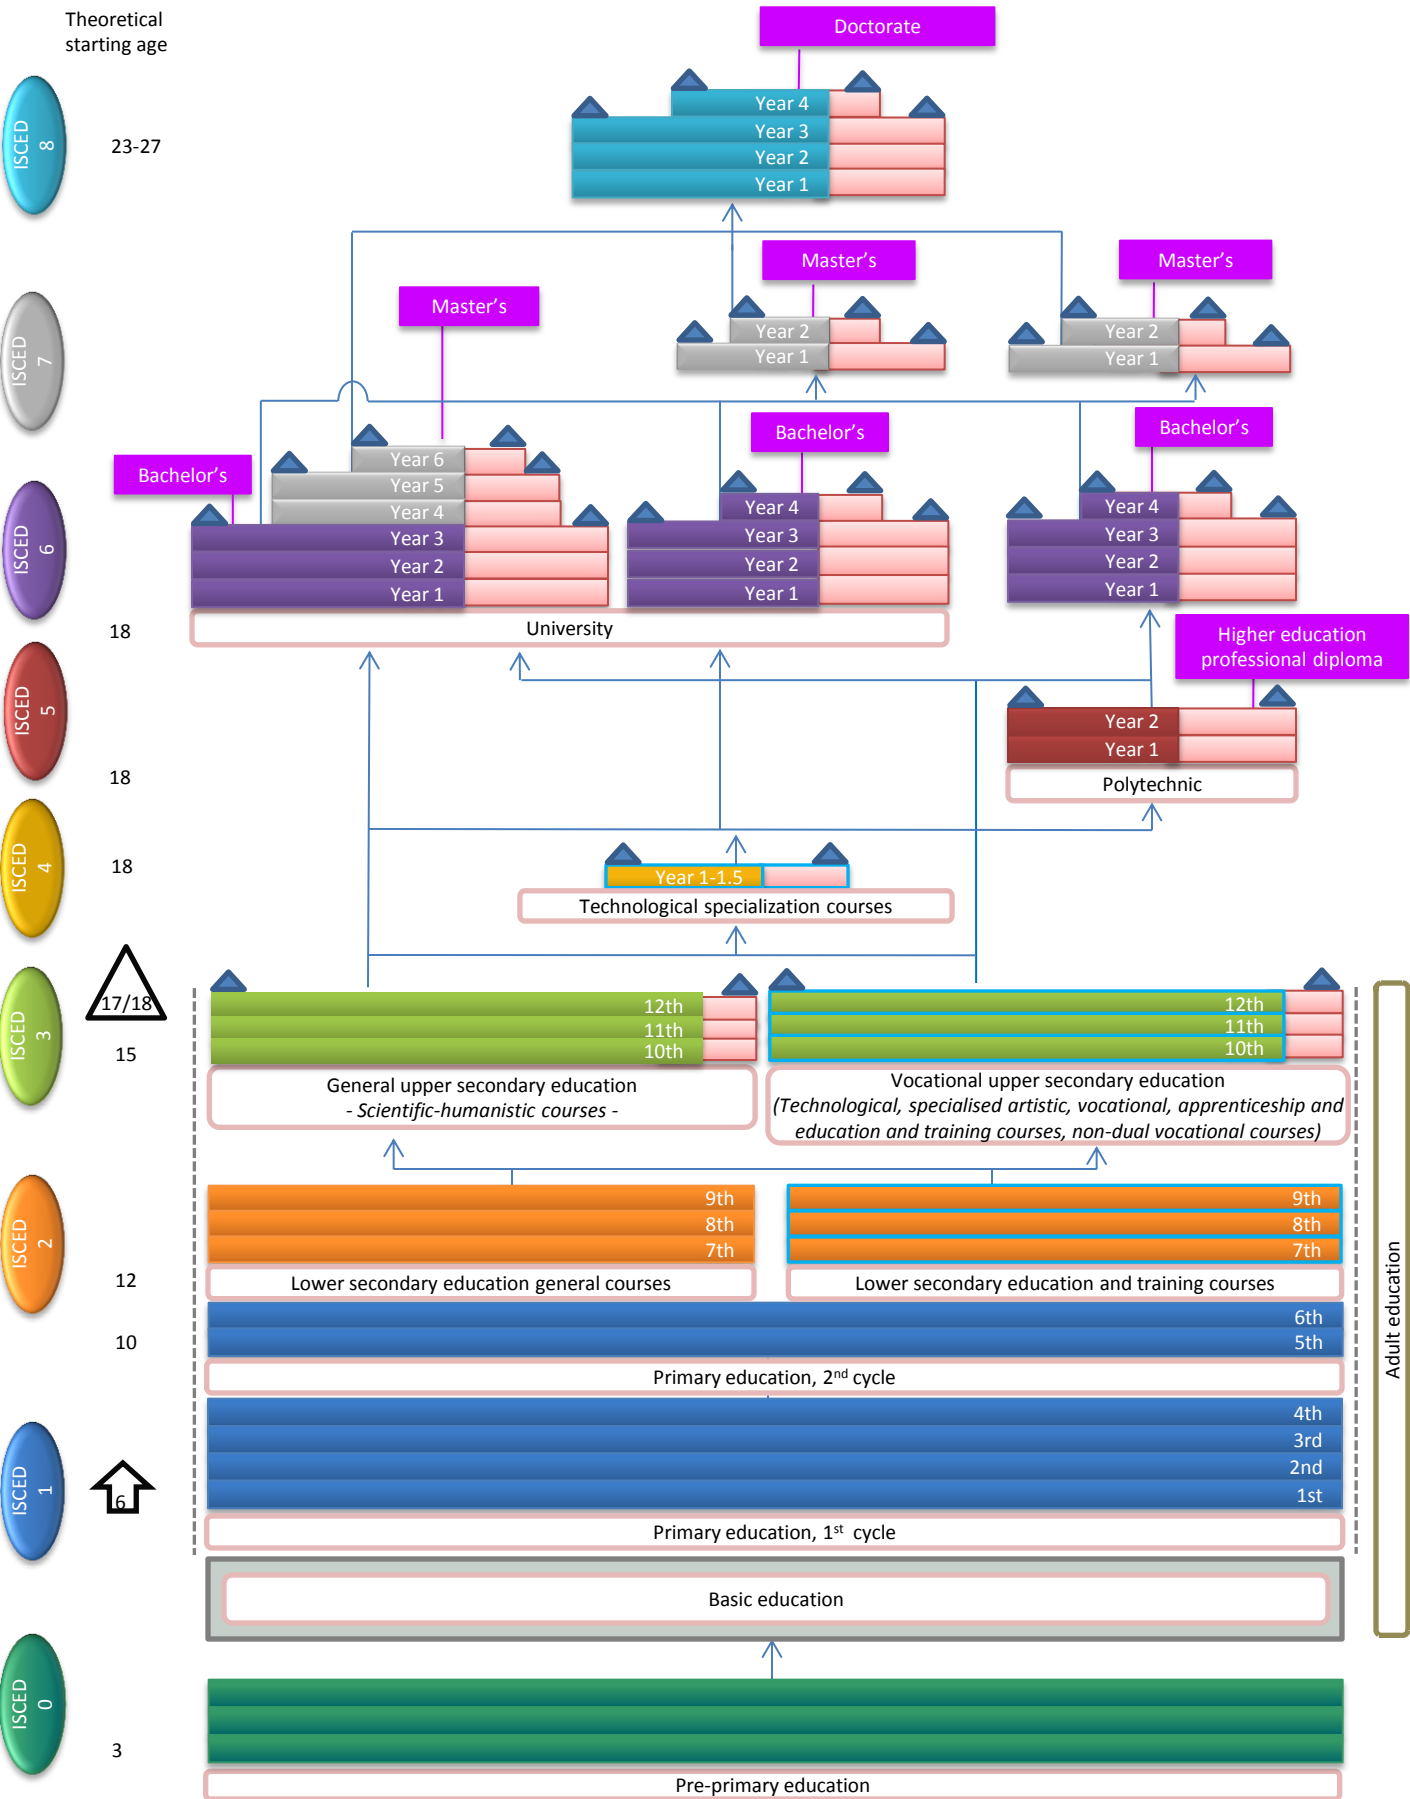 Theoretical
starting age
Doctorate
ISCED
8
23-27
Year 4
Year 3
Year 2
Year 1
Master's
Master's
Master's
ISCED
7
Year 2
Year 1
Year 2
Year 1
Bachelor's
Bachelor's
Bachelor's
ISCED
6
Year 6
Year 5
Year 4
Year 3
Year 2
Year 1
Year 4
Year 3
Year 2
Year 1
Year 4
Year 3
Year 2
Year 1
18
University
Higher education
professional diploma
ISCED
5
Year 2
Year 1
18
Polytechnic
ISCED
4
18
Year 1-1.5
Technological specialization courses
ISCED
3
17/18
15
12th
11th
10th
12th
11th
10th
General upper secondary education
- Scientific-humanistic courses -
Vocational upper secondary education
(Technological, specialised artistic, vocational, apprenticeship and
education and training courses, non-dual vocational courses)
ISCED
2
9th
8th
7th
9th
8th
7th
12
Lower secondary education general courses
Lower secondary education and training courses
10
6th
5th
Primary education, 2nd cycle
Adult education
ISCED
1
6
4th
3rd
2nd
1st
Primary education, 1st cycle
Basic education
ISCED
0
3
Pre-primary education